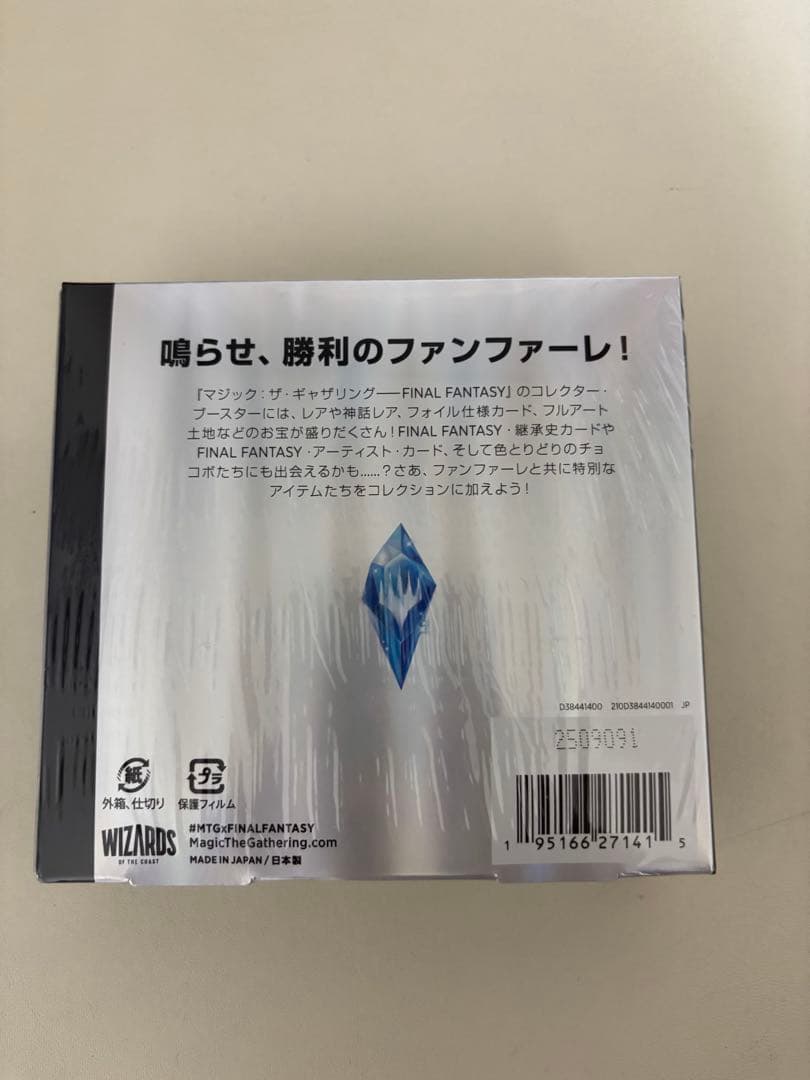 鳴らせ、勝利のファンファーレ！
『マジック：ザ・ギャザリング——FINAL FANTASY』のコレクター・
ブースターには、レアや神話レア、フォイル仕様カード、フルアート
土地などのお宝が盛りだくさん！FINAL FANTASY・継承史カードや
FINAL FANTASY・アーティスト・カード、そして色とりどりのチョ
コボたちにも出会えるかも……？さあ、ファンファーレと共に特別な
アイテムたちをコレクションに加えよう！
D38441400 210D3844140001 JP
2509091
紙
外箱、仕切り
プラ
保護フィルム
WIZARDS
OF THE COAST
#MTGxFINALFANTASY
MagicTheGathering.com
MADE IN JAPAN / 日本製
1 95166 27141 5